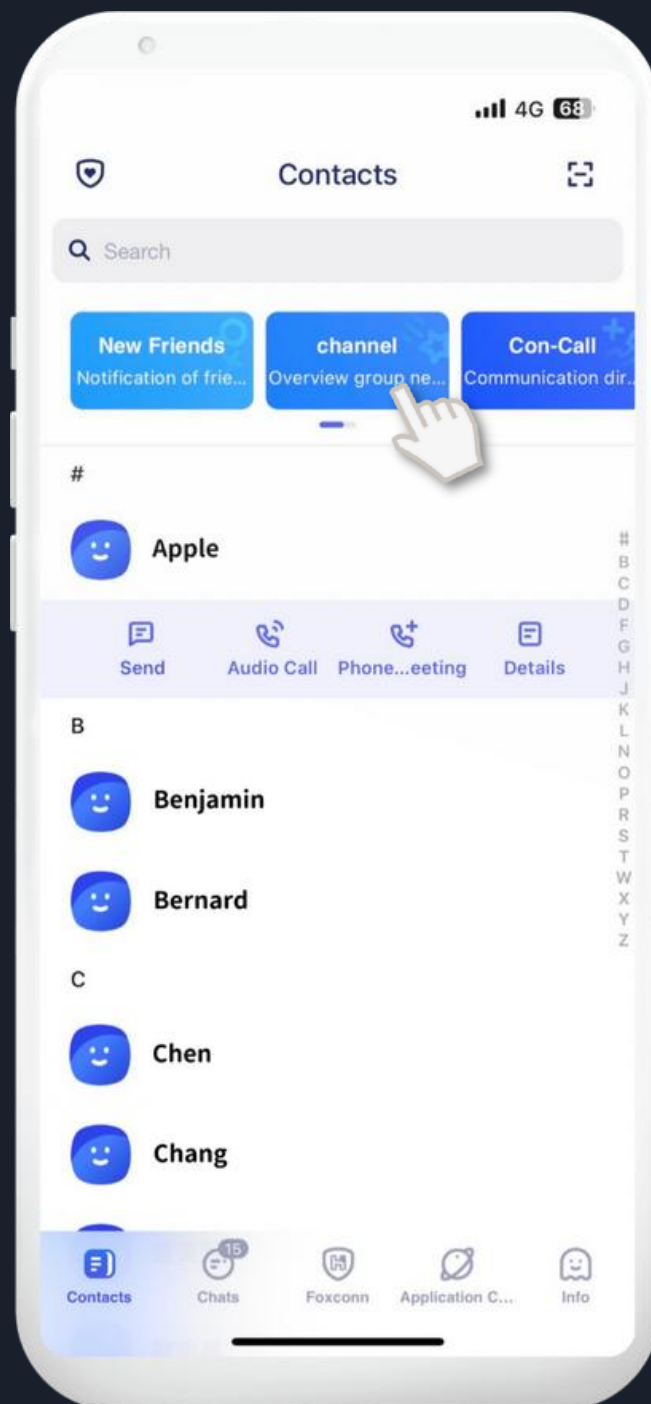 4G 68
Contacts
Search
New Friends channel Con-Call
Notification of frie... Overview group ne... Communication dir..
#
Apple
Send Audio Call Phone...eeting Details
B
Benjamin
Bernard
C
Chen
Chang
#
B
C
D
F
G
H
J
K
L
N
O
P
R
S
T
W
X
Y
Z
15
Contacts Chats Foxconn Application C... Info